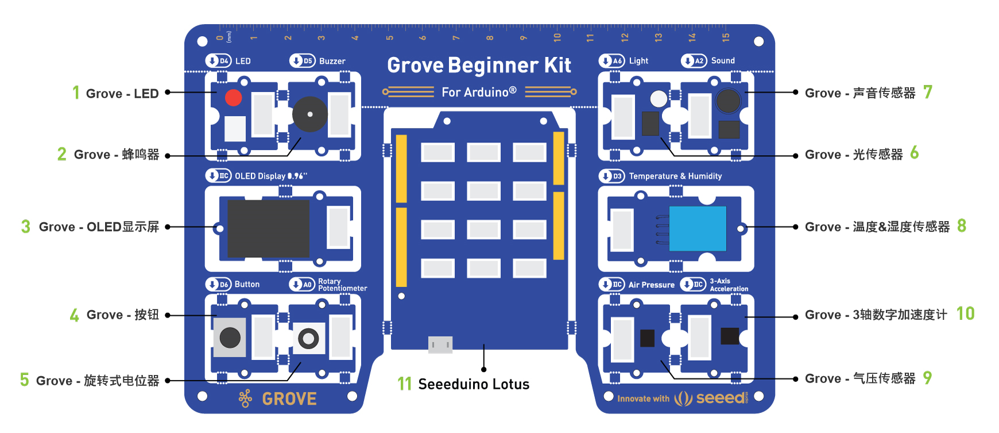 0 1 2 3 4 5 6 7 8 9 10 11 12 13 14 15
(mm)
D4 LED
D5 Buzzer
Grove Beginner Kit
For Arduino®
A6 Light
A2 Sound
1 Grove - LED
2 Grove - 蜂鸣器
Grove - 声音传感器 7
Grove - 光传感器 6
IIC OLED Display 0.96''
D3 Temperature & Humidity
3 Grove - OLED显示屏
Grove - 温度&湿度传感器 8
D6 Button
A0 Rotary
Potentiometer
IIC Air Pressure
IIC 3-Axis
Acceleration
4 Grove - 按钮
Grove - 3轴数字加速度计 10
5 Grove - 旋转式电位器
Grove - 气压传感器 9
11 Seeeduino Lotus
GROVE
Innovate with seeed